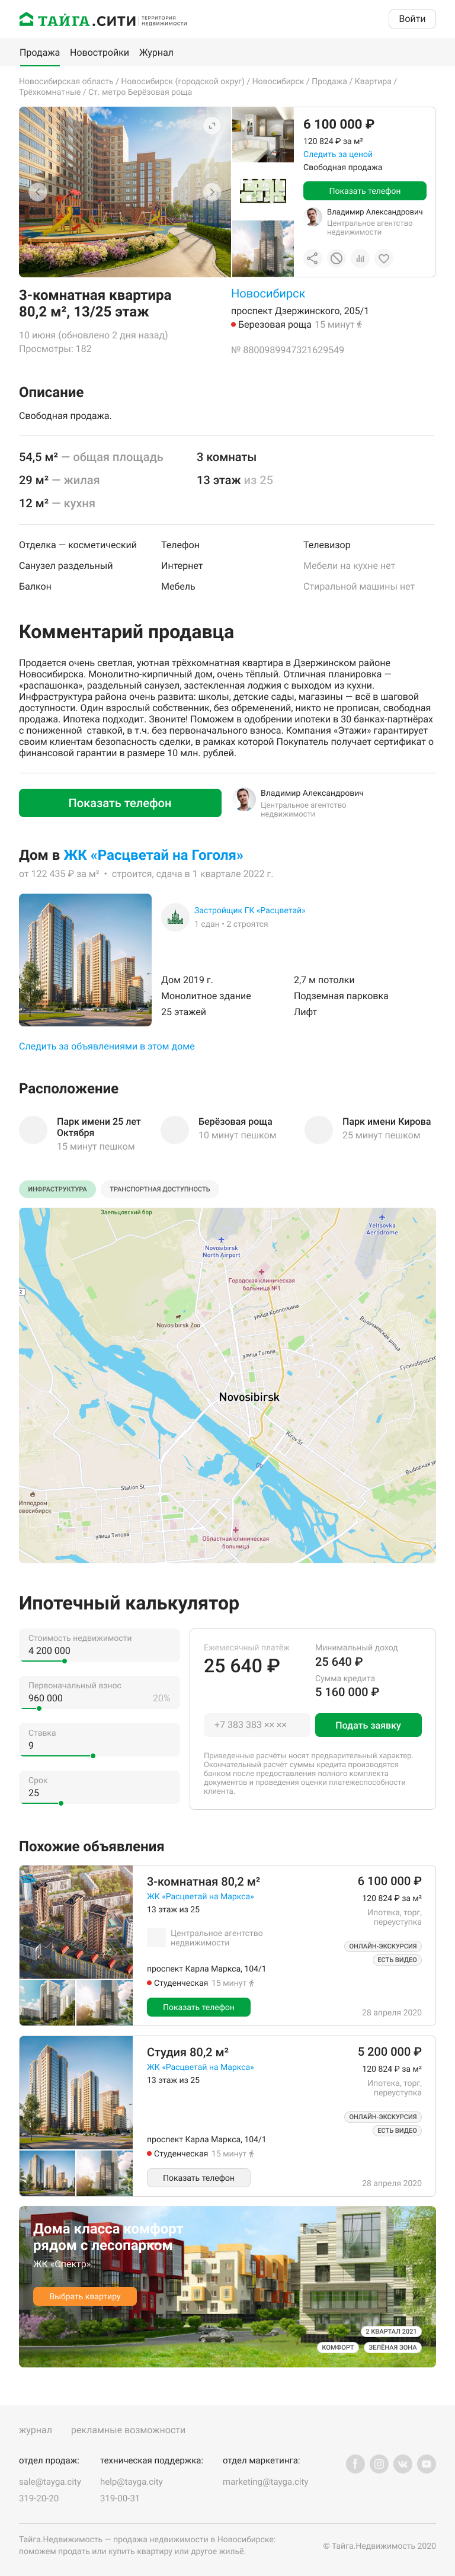 ТАЙГА.СИТИ
ТЕРРИТОРИЯ
НЕДВИЖИМОСТИ
Войти
Продажа Новостройки Журнал
Новосибирская область / Новосибирск (городской округ) / Новосибирск / Продажа / Квартира /
Трёхкомнатные / Ст. метро Берёзовая роща
6 100 000 ₽
120 824 ₽ за м²
Следить за ценой
Свободная продажа
Показать телефон
Владимир Александрович
Центральное агентство
недвижимости
3-комнатная квартира
80,2 м², 13/25 этаж
10 июня (обновлено 2 дня назад)
Просмотры: 182
Новосибирск
проспект Дзержинского, 205/1
Березовая роща 15 минут
№ 8800989947321629549
Описание
Свободная продажа.
54,5 м² — общая площадь
3 комнаты
29 м² — жилая
13 этаж из 25
12 м² — кухня
Отделка — косметический
Телефон
Телевизор
Санузел раздельный
Интернет
Мебели на кухне нет
Балкон
Мебель
Стиральной машины нет
Комментарий продавца
Продается очень светлая, уютная трёхкомнатная квартира в Дзержинском районе
Новосибирска. Монолитно-кирпичный дом, очень тёплый. Отличная планировка —
«распашонка», раздельный санузел, застекленная лоджия с выходом из кухни.
Инфраструктура района очень развита: школы, детские сады, магазины — всё в шаговой
доступности. Один взрослый собственник, без обременений, никто не прописан, свободная
продажа. Ипотека подходит. Звоните! Поможем в одобрении ипотеки в 30 банках-партнёрах
с пониженной ставкой, в т.ч. без первоначального взноса. Компания «Этажи» гарантирует
своим клиентам безопасность сделки, в рамках которой Покупатель получает сертификат о
финансовой гарантии в размере 10 млн. рублей.
Показать телефон
Владимир Александрович
Центральное агентство
недвижимости
Дом в ЖК «Расцветай на Гоголя»
от 122 435 ₽ за м² • строится, сдача в 1 квартале 2022 г.
Застройщик ГК «Расцветай»
1 сдан • 2 строятся
Дом 2019 г.
2,7 м потолки
Монолитное здание
Подземная парковка
25 этажей
Лифт
Следить за объявлениями в этом доме
Расположение
Парк имени 25 лет
Октября
15 минут пешком
Берёзовая роща
10 минут пешком
Парк имени Кирова
25 минут пешком
ИНФРАСТРУКТУРА
ТРАНСПОРТНАЯ ДОСТУПНОСТЬ
Заельцовский бор
Yeltsovka
Aerodrome
Novosibirsk
North Airport
Городская клиническая
больница №1
улица Кропоткина
Novosibirsk Zoo
Волочаевская улица
улица Гоголя
Гусинобродск
Novosibirsk
Kirov St
Выборная ул
Station St
Ипподром
овосибирск
улица Титова
Областная клиническая
больница
Ипотечный калькулятор
Стоимость недвижимости
4 200 000
Первоначальный взнос
960 000 20%
Ставка
9
Срок
25
Ежемесячный платёж
25 640 ₽
Минимальный доход
25 640 ₽
Сумма кредита
5 160 000 ₽
+7 383 383 ×× ××
Подать заявку
Приведенные расчёты носят предварительный характер.
Окончательный расчёт суммы кредита производятся
банком после предоставления полного комплекта
документов и проведения оценки платежеспособности
клиента.
Похожие объявления
3-комнатная 80,2 м²
ЖК «Расцветай на Маркса»
13 этаж из 25
Центральное агентство
недвижимости
проспект Карла Маркса, 104/1
Студенческая 15 минут
Показать телефон
6 100 000 ₽
120 824 ₽ за м²
Ипотека, торг,
переуступка
ОНЛАЙН-ЭКСКУРСИЯ
ЕСТЬ ВИДЕО
28 апреля 2020
Студия 80,2 м²
ЖК «Расцветай на Маркса»
13 этаж из 25
проспект Карла Маркса, 104/1
Студенческая 15 минут
Показать телефон
5 200 000 ₽
120 824 ₽ за м²
Ипотека, торг,
переуступка
ОНЛАЙН-ЭКСКУРСИЯ
ЕСТЬ ВИДЕО
28 апреля 2020
Дома класса комфорт
рядом с лесопарком
ЖК «Спектр»
Выбрать квартиру
2 КВАРТАЛ 2021
КОМФОРТ
ЗЕЛЁНАЯ ЗОНА
журнал рекламные возможности
отдел продаж:
sale@tayga.city
319-20-20
техническая поддержка:
help@tayga.city
319-00-31
отдел маркетинга:
marketing@tayga.city
Тайга.Недвижимость — продажа недвижимости в Новосибирске:
поможем продать или купить квартиру или другое жильё.
© Тайга.Недвижимость 2020